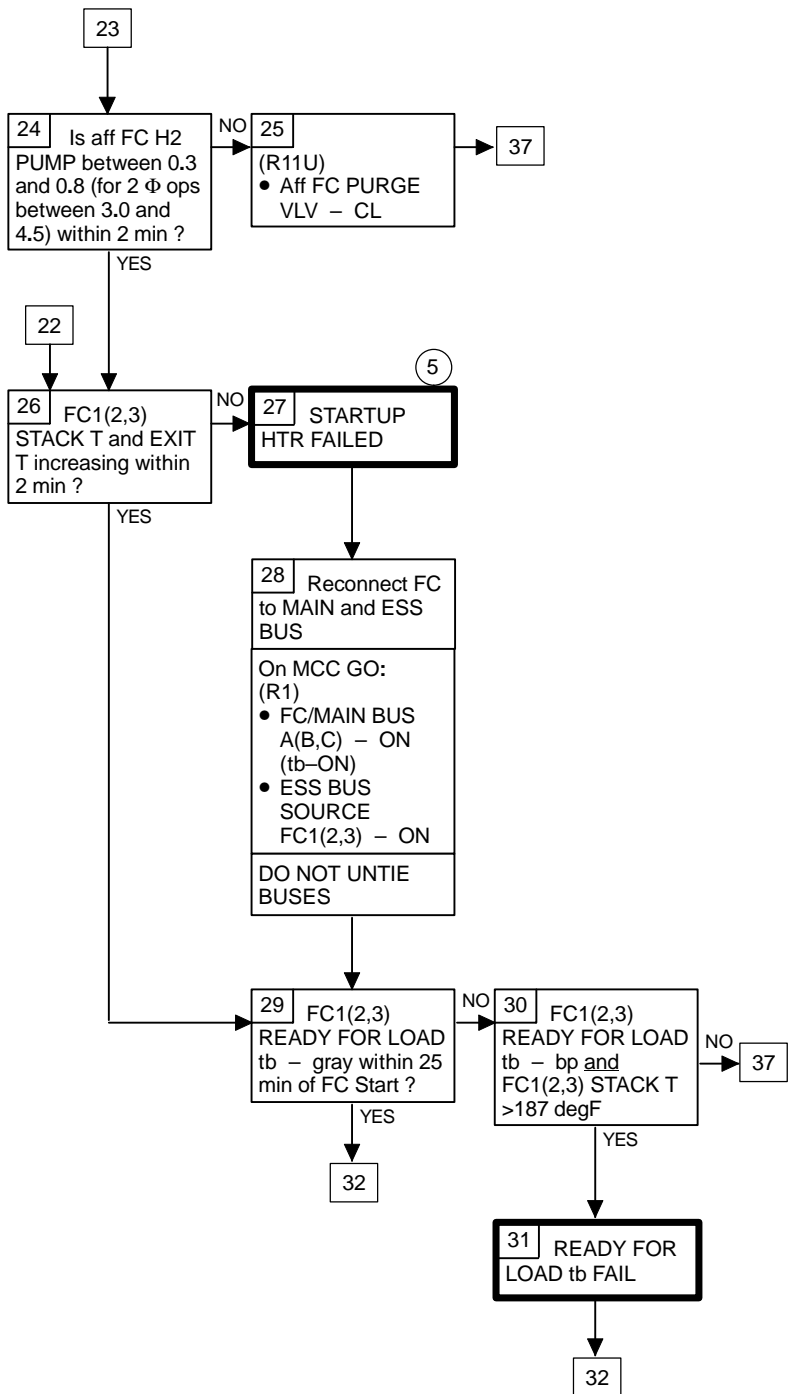 23
24
Is aff FC H2
PUMP between 0.3
and 0.8 (for 2 Φ ops
between 3.0 and
4.5) within 2 min ?
NO
25
(R11U)
• Aff FC PURGE
VLV – CL
37
YES
22
26
FC1(2,3)
STACK T and EXIT
T increasing within
2 min ?
NO
5
27
STARTUP
HTR FAILED
YES
28
Reconnect FC
to MAIN and ESS
BUS
On MCC GO:
(R1)
• FC/MAIN BUS
A(B,C) – ON
(tb–ON)
• ESS BUS
SOURCE
FC1(2,3) – ON
DO NOT UNTIE
BUSES
29
FC1(2,3)
READY FOR LOAD
tb – gray within 25
min of FC Start ?
NO
30
FC1(2,3)
READY FOR LOAD
tb – bp and
FC1(2,3) STACK T
>187 degF
NO
37
YES
32
YES
31
READY FOR
LOAD tb FAIL
32